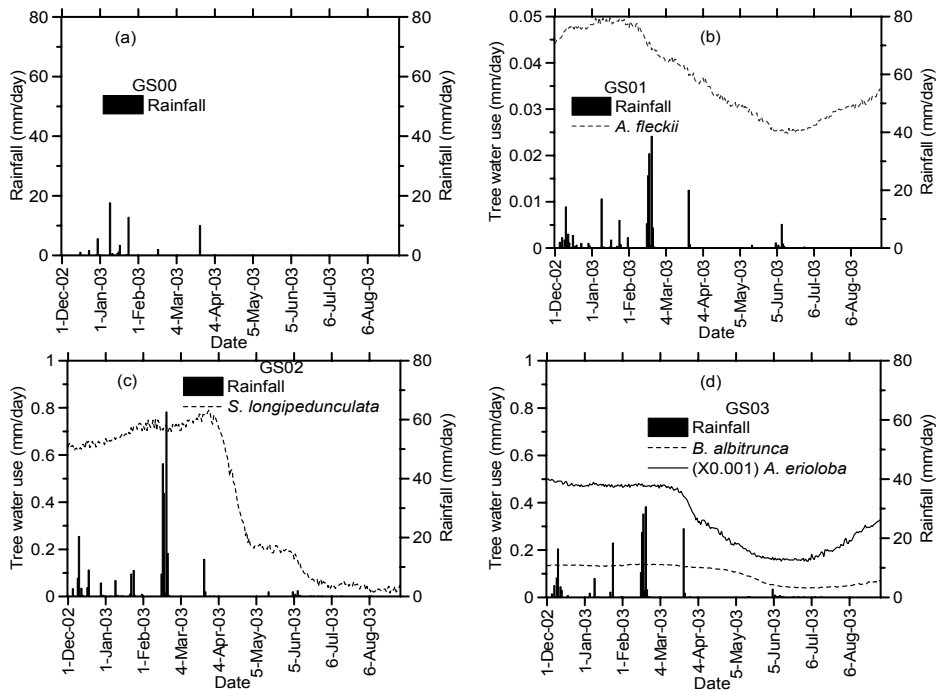 (a)
GS00
Rainfall
80
60
40
20
0
Rainfall (mm/day)
80
60
40
20
0
Rainfall (mm/day)
1-Dec-02
1-Jan-03
1-Feb-03
4-Mar-03
4-Apr-03
5-May-03
5-Jun-03
6-Jul-03
6-Aug-03
Date
(b)
GS01
Rainfall
A. fleckii
0.05
0.04
0.03
0.02
0.01
0
Tree water use (mm/day)
80
60
40
20
0
Rainfall (mm/day)
1-Dec-02
1-Jan-03
1-Feb-03
4-Mar-03
4-Apr-03
5-May-03
5-Jun-03
6-Jul-03
6-Aug-03
Date
(c)
GS02
Rainfall
S. longipedunculata
1
0.8
0.6
0.4
0.2
0
Tree water use (mm/day)
80
60
40
20
0
Rainfall (mm/day)
1-Dec-02
1-Jan-03
1-Feb-03
4-Mar-03
4-Apr-03
5-May-03
5-Jun-03
6-Jul-03
6-Aug-03
Date
(d)
GS03
Rainfall
B. albitrunca
(X0.001) A. erioloba
1
0.8
0.6
0.4
0.2
0
Tree water use (mm/day)
80
60
40
20
0
Rainfall (mm/day)
1-Dec-02
1-Jan-03
1-Feb-03
4-Mar-03
4-Apr-03
5-May-03
5-Jun-03
6-Jul-03
6-Aug-03
Date